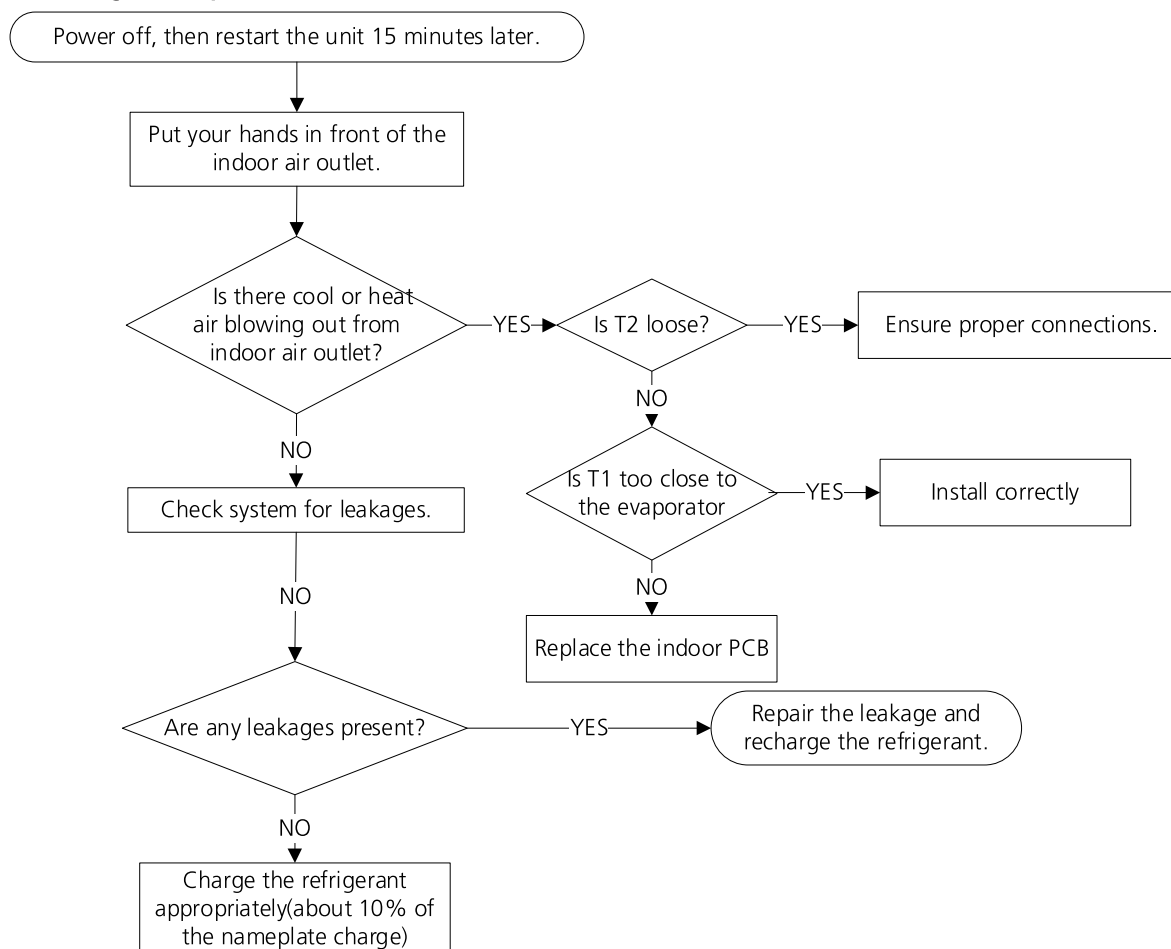 Power off, then restart the unit 15 minutes later.
Put your hands in front of the
indoor air outlet.
Is there cool or heat
air blowing out from
indoor air outlet?
YES
Is T2 loose?
YES
Ensure proper connections.
NO
Is T1 too close to
the evaporator
YES
Install correctly
NO
Replace the indoor PCB
NO
Check system for leakages.
NO
Are any leakages present?
YES
Repair the leakage and
recharge the refrigerant.
NO
Charge the refrigerant
appropriately(about 10% of
the nameplate charge)